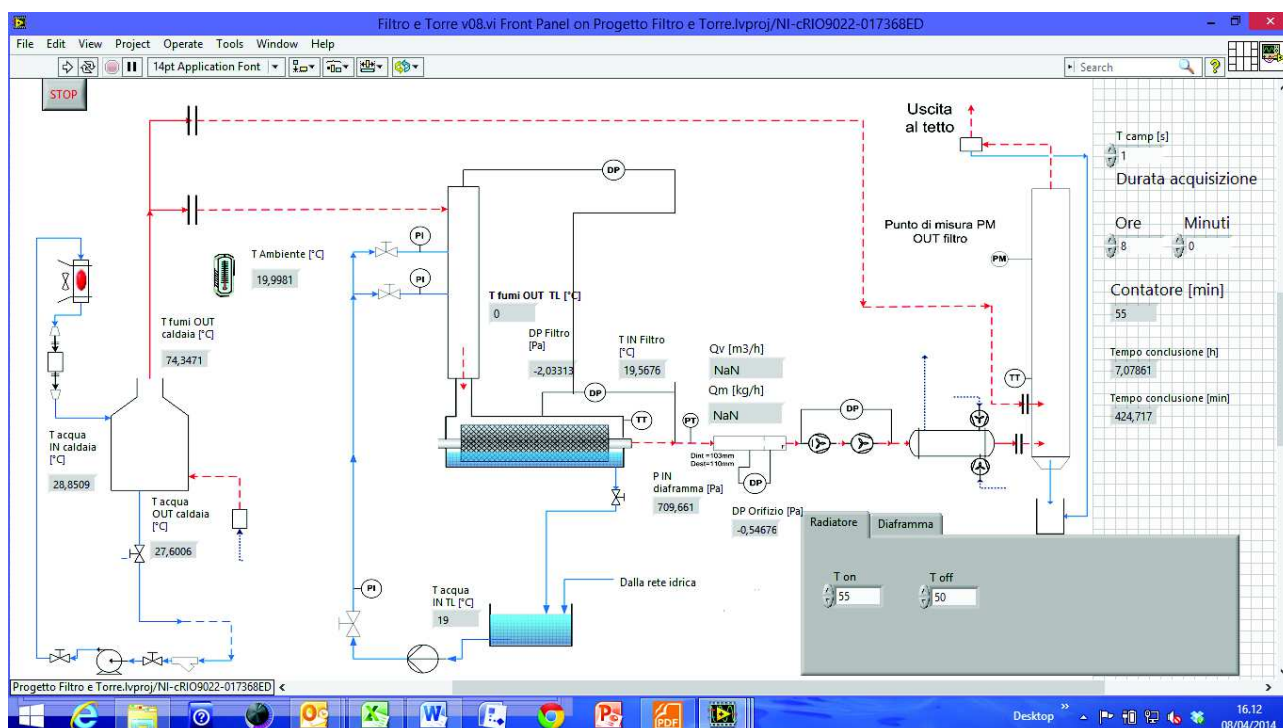 Filtro e Torre v08.vi Front Panel on Progetto Filtro e Torre.lvproj/NI-cRIO9022-017368ED
File Edit View Project Operate Tools Window Help
14pt Application Font
Search
STOP
Uscita
al tetto
T camp [s]
1
Durata acquisizione
Ore Minuti
8 0
Contatore [min]
55
Tempo conclusione [h]
7,07861
Tempo conclusione [min]
424,717
DP
PI
PI
T Ambiente [°C]
19,9981
Punto di misura PM
OUT filtro
PM
T fumi OUT TL [°C]
0
T fumi OUT
caldaia [°C]
74,3471
DP Filtro
[Pa]
-2,03313
T IN Filtro
[°C]
19,5676
Qv [m3/h]
NaN
Qm [kg/h]
NaN
DP
TT
PT
DP
TT
Dint =103mm
Dest=110mm
DP
T acqua
IN caldaia
[°C]
28,8509
T acqua
OUT caldaia
[°C]
27,6006
P IN
diaframma [Pa]
709,661
DP Orifizio [Pa]
-0,54676
Radiatore Diaframma
T on T off
55 50
Dalla rete idrica
PI
T acqua
IN TL [°C]
19
Progetto Filtro e Torre.lvproj/NI-cRIO9022-017368ED
Desktop
16.12
08/04/2014